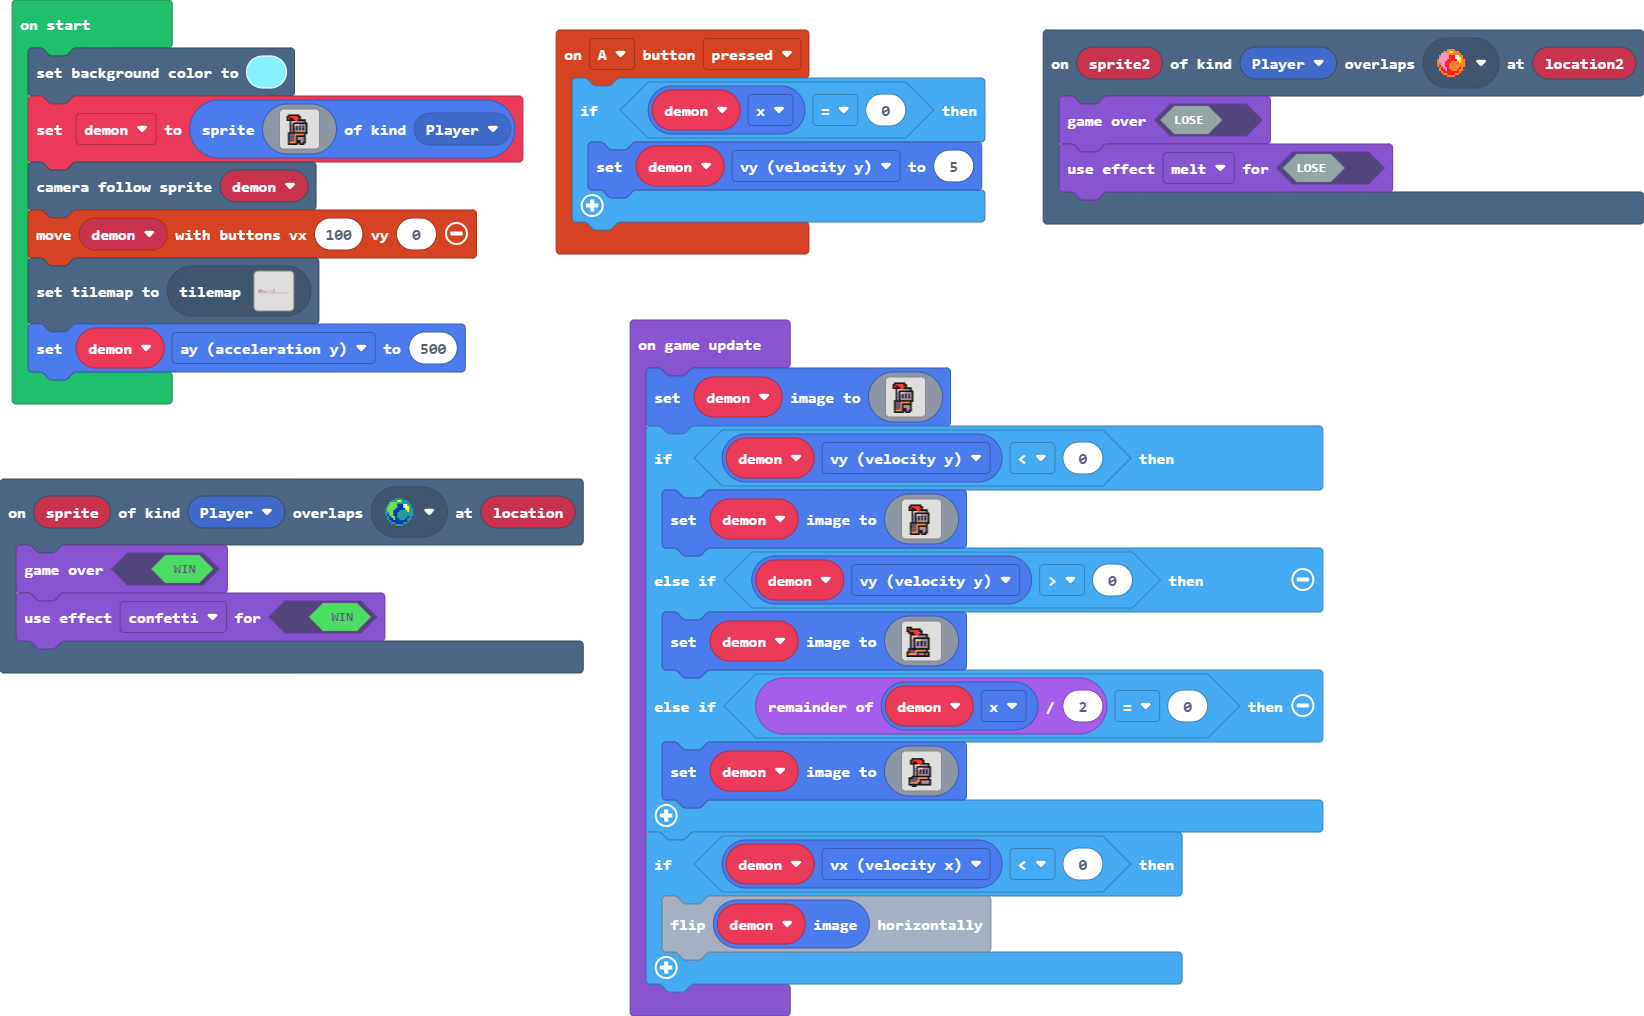 on start
set background color to
set demon to sprite of kind Player
camera follow sprite demon
move demon with buttons vx 100 vy 0
set tilemap to tilemap
set demon ay (acceleration y) to 500
on A button pressed
if demon x = 0 then
set demon vy (velocity y) to 5
on sprite2 of kind Player overlaps at location2
game over LOSE
use effect melt for LOSE
on sprite of kind Player overlaps at location
game over WIN
use effect confetti for WIN
on game update
set demon image to
if demon vy (velocity y) < 0 then
set demon image to
else if demon vy (velocity y) > 0 then
set demon image to
else if remainder of demon x / 2 = 0 then
set demon image to
if demon vx (velocity x) < 0 then
flip demon image horizontally